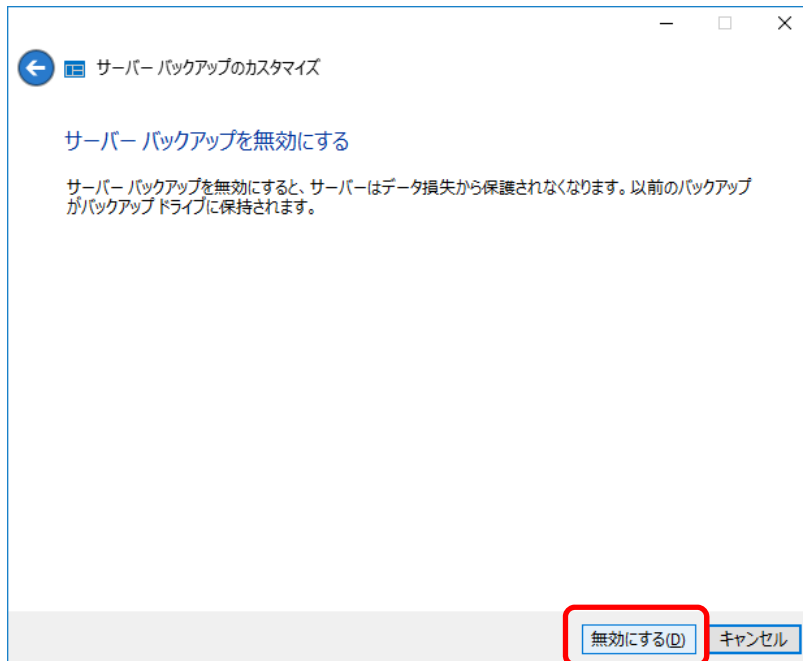 サーバー バックアップのカスタマイズ
サーバー バックアップを無効にする
サーバー バックアップを無効にすると、サーバーはデータ損失から保護されなくなります。以前のバックアップ
がバックアップ ドライブに保持されます。
無効にする(D) キャンセル